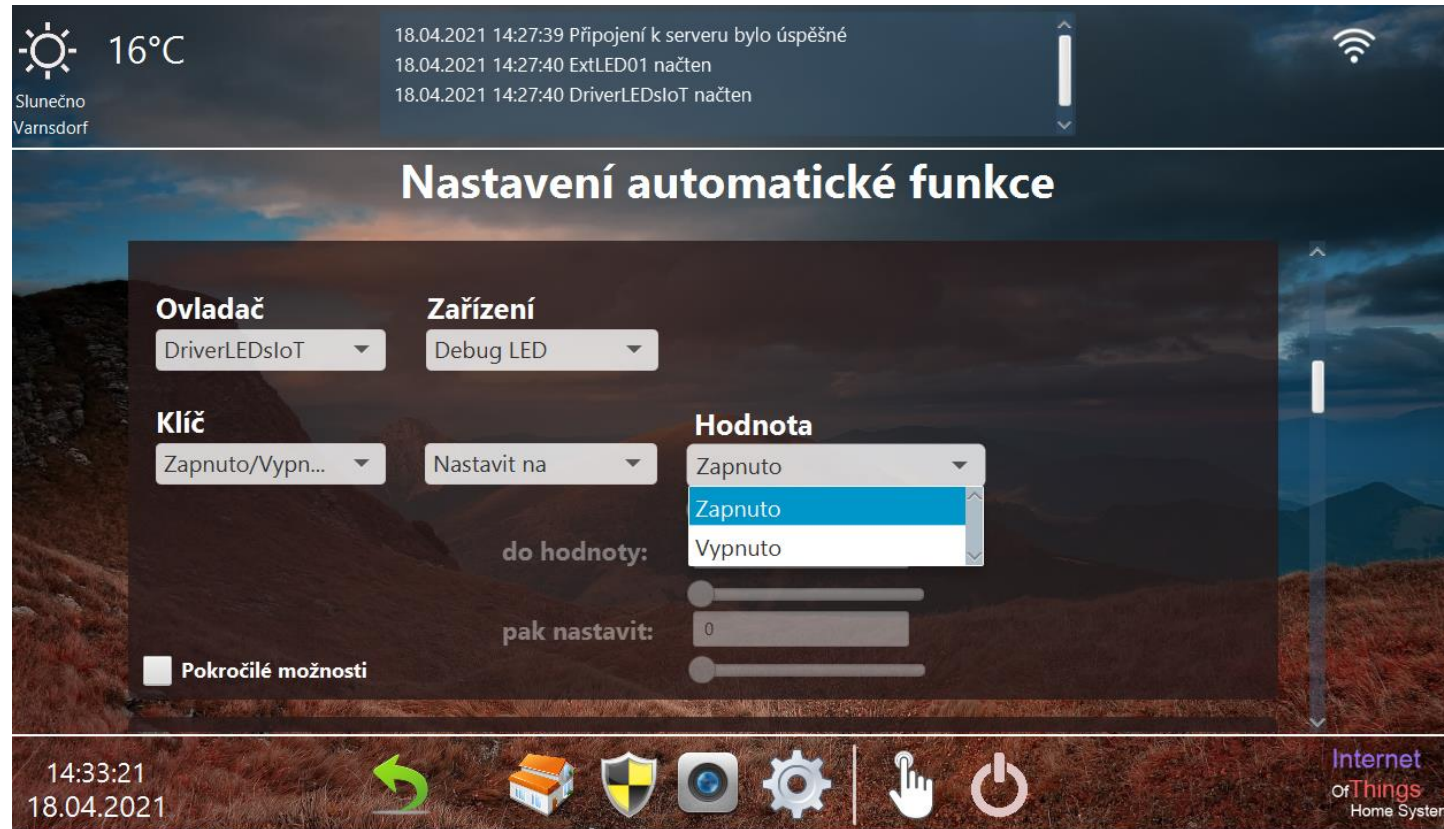 16°C
Slunečno
Varnsdorf
18.04.2021 14:27:39 Připojení k serveru bylo úspěšné
18.04.2021 14:27:40 ExtLED01 načten
18.04.2021 14:27:40 DriverLEDsIoT načten
Nastavení automatické funkce
Ovladač
Zařízení
DriverLEDsIoT
Debug LED
Klíč
Hodnota
Zapnuto/Vypn...
Nastavit na
Zapnuto
Zapnuto
Vypnuto
do hodnoty:
pak nastavit:
0
Pokročilé možnosti
14:33:21
18.04.2021
Internet
ofThings
Home System